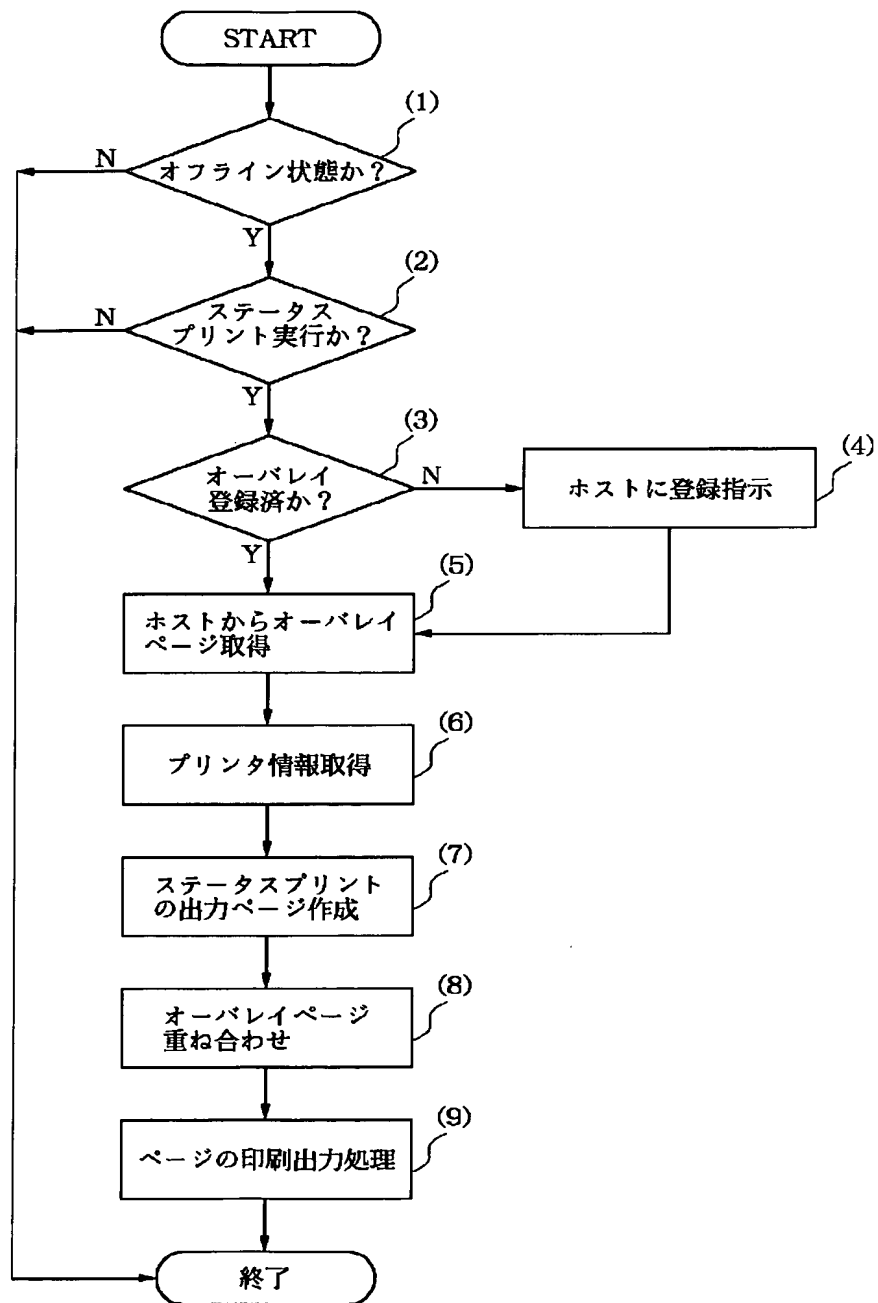 START
(1)
オフライン状態か？
N
Y
(2)
ステータス
プリント実行か？
N
Y
(3)
オーバレイ
登録済か？
N
Y
(4)
ホストに登録指示
(5)
ホストからオーバレイ
ページ取得
(6)
プリンタ情報取得
(7)
ステータスプリント
の出力ページ作成
(8)
オーバレイページ
重ね合わせ
(9)
ページの印刷出力処理
終了